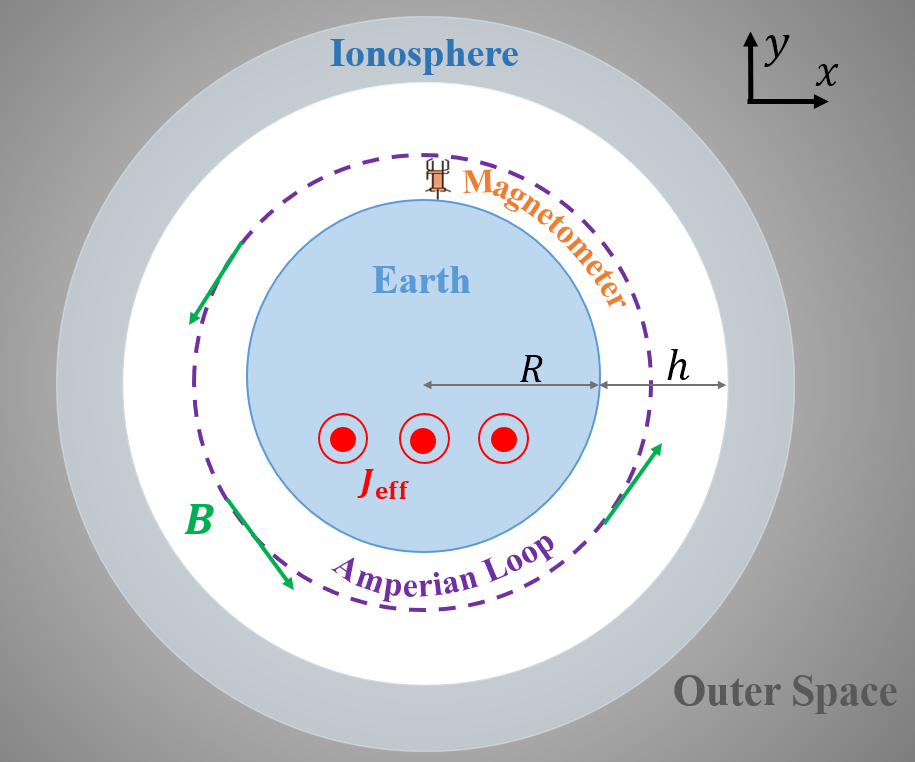 Ionosphere
y
x
Magnetometer
Earth
R
h
J_eff
B
Amperian Loop
Outer Space